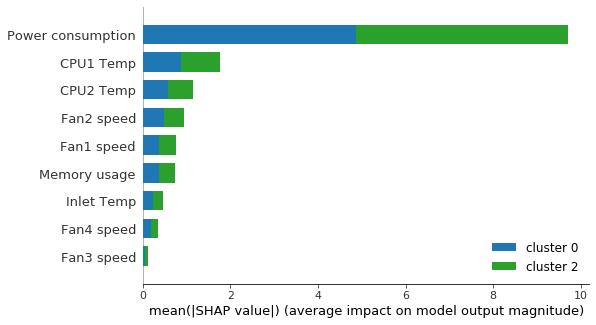 Power consumption
CPU1 Temp
CPU2 Temp
Fan2 speed
Fan1 speed
Memory usage
Inlet Temp
Fan4 speed
Fan3 speed
cluster 0
cluster 2
0 2 4 6 8 10
mean(|SHAP value|) (average impact on model output magnitude)